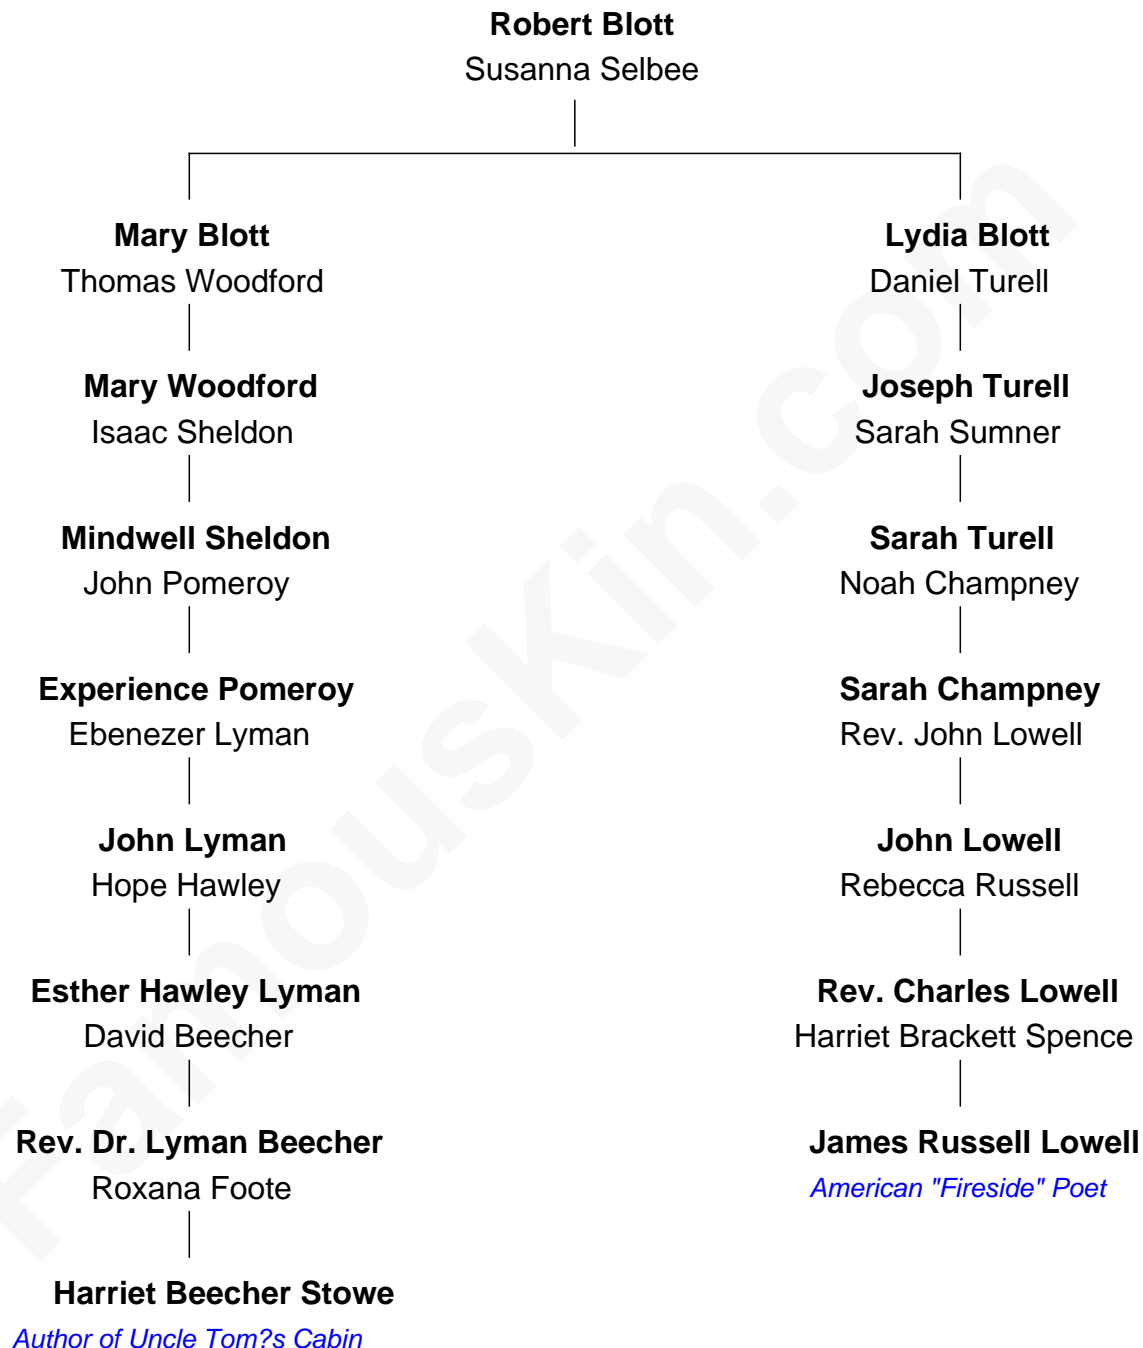 Robert Blott
Susanna Selbee
Mary Blott
Thomas Woodford
Mary Woodford
Isaac Sheldon
Mindwell Sheldon
John Pomeroy
Experience Pomeroy
Ebenezer Lyman
John Lyman
Hope Hawley
Esther Hawley Lyman
David Beecher
Rev. Dr. Lyman Beecher
Roxana Foote
Harriet Beecher Stowe
Author of Uncle Tom?s Cabin
Lydia Blott
Daniel Turell
Joseph Turell
Sarah Sumner
Sarah Turell
Noah Champney
Sarah Champney
Rev. John Lowell
John Lowell
Rebecca Russell
Rev. Charles Lowell
Harriet Brackett Spence
James Russell Lowell
American "Fireside" Poet
FamousKin.com